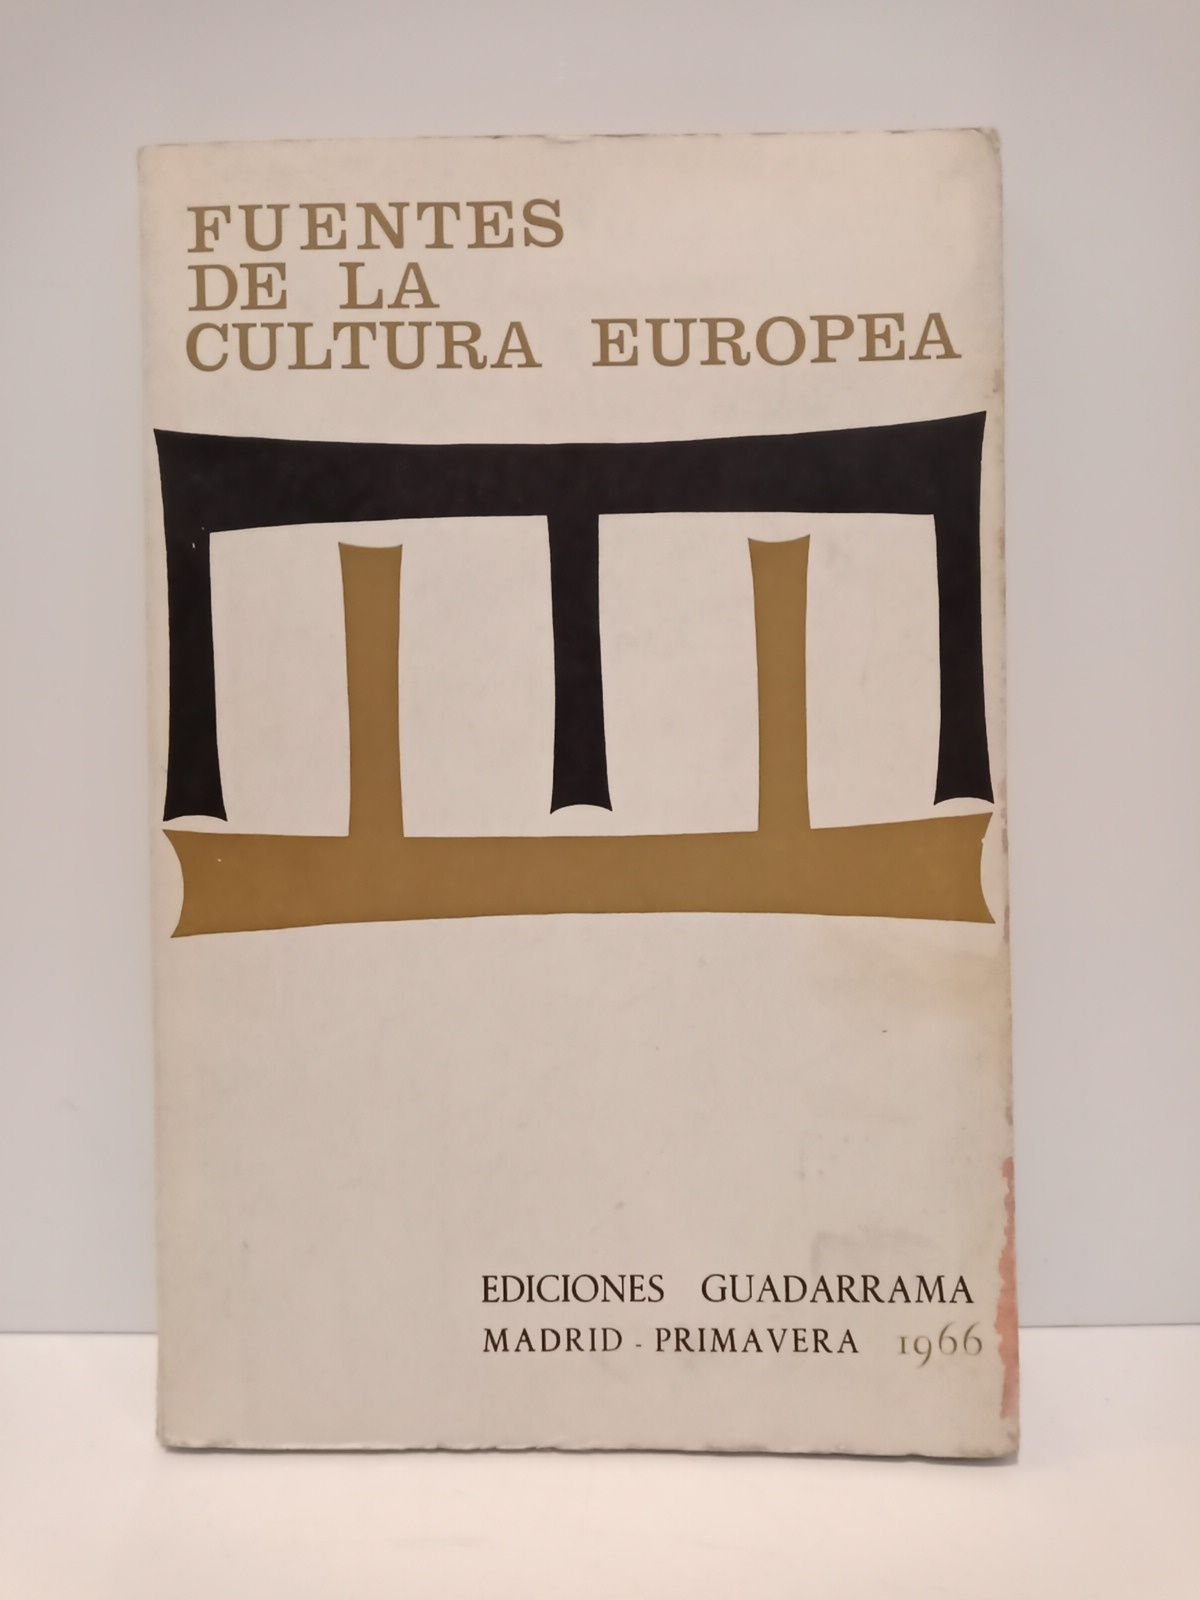 FUENTES
DE LA
CULTURA EUROPEA
EDICIONES GUADARRAMA
MADRID - PRIMAVERA 1966